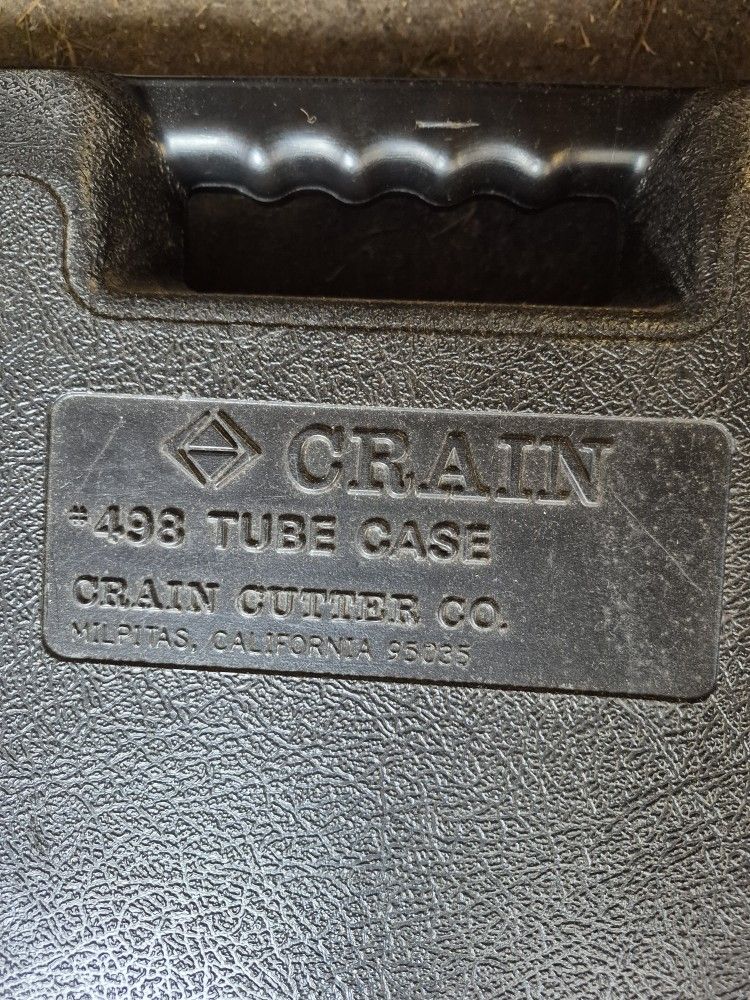 CRAIN
#498 TUBE CASE
CRAIN CUTTER CO.
MILPITAS, CALIFORNIA 95035